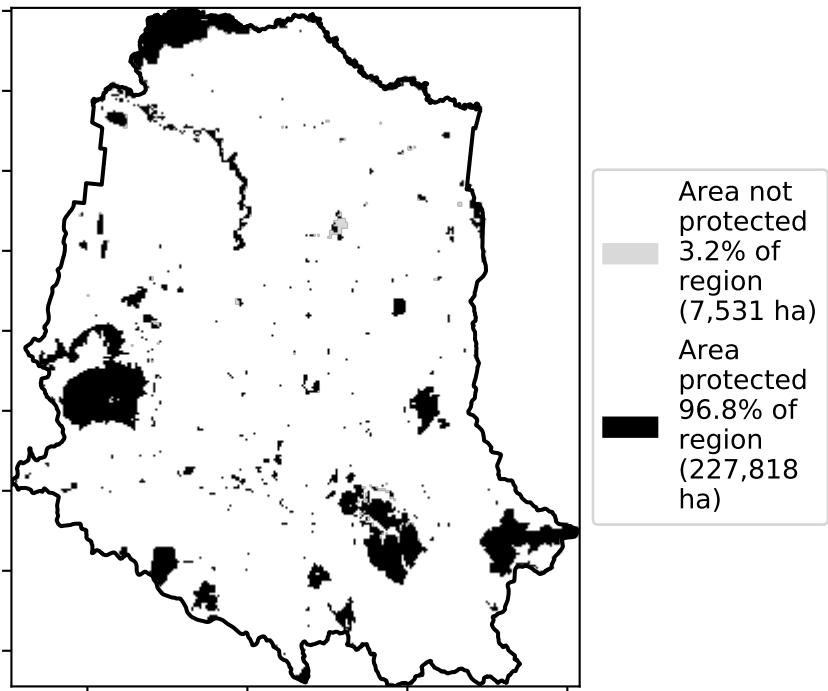 Area not
protected
3.2% of
region
(7,531 ha)
Area
protected
96.8% of
region
(227,818
ha)